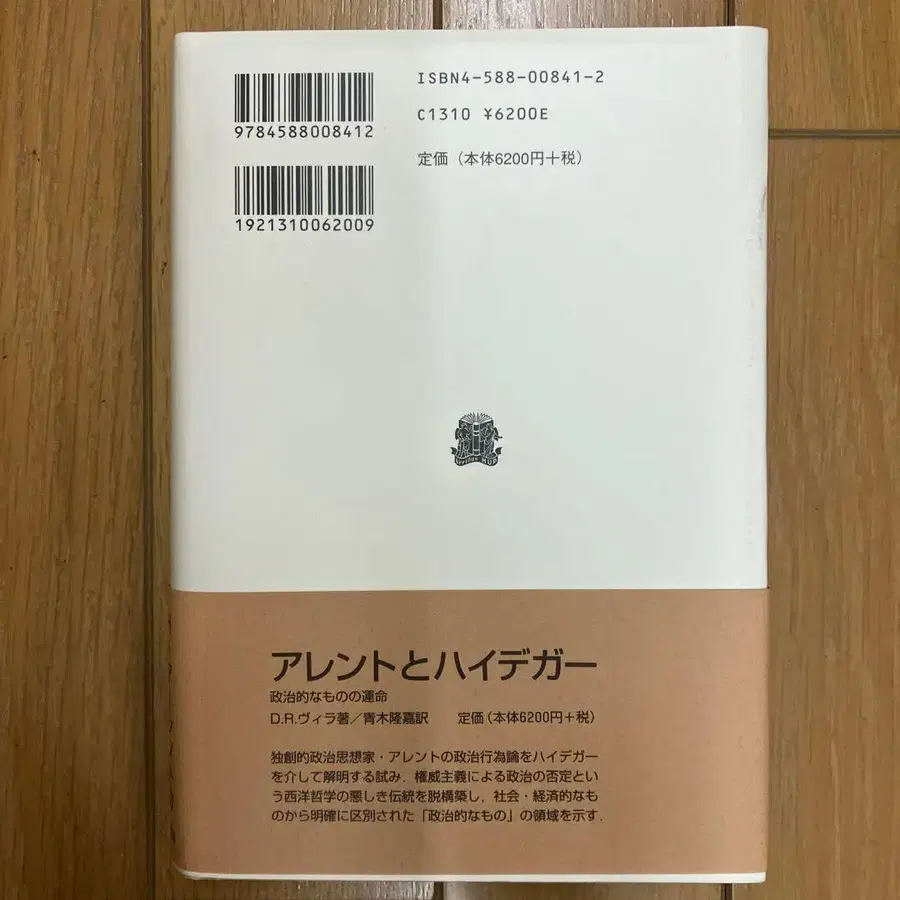 9784588008412
1921310062009
ISBN4-588-00841-2
C1310 ¥6200E
定価（本体6200円＋税）
アレントとハイデガー
政治的なものの運命
D.R.ヴィラ著／青木隆嘉訳　定価（本体6200円＋税）
独創的政治思想家・アレントの政治行為論をハイデガー
を介して解明する試み．権威主義による政治の否定とい
う西洋哲学の悪しき伝統を脱構築し，社会・経済的なも
のから明確に区別された「政治的なもの」の領域を示す．